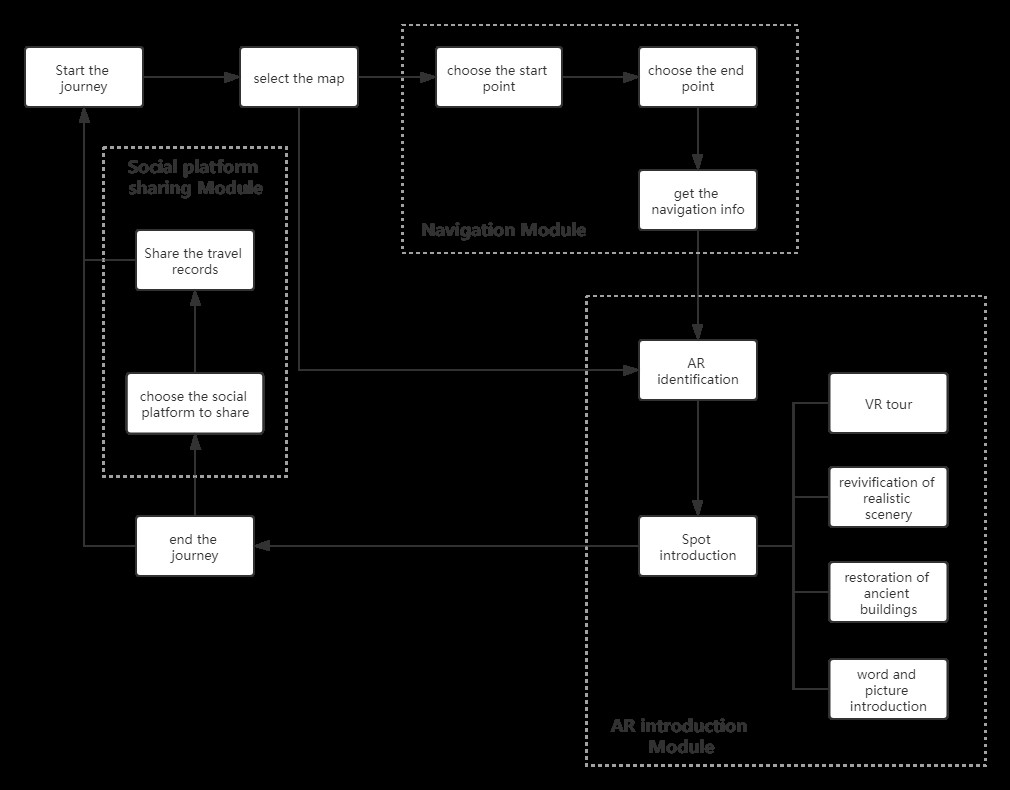 Start the
journey
select the map
choose the start
point
choose the end
point
Social platform
sharing Module
get the
navigation info
Navigation Module
Share the travel
records
AR
identification
choose the social
platform to share
VR tour
revivification of
realistic
scenery
end the
journey
Spot
introduction
restoration of
ancient
buildings
word and
picture
introduction
AR introduction
Module